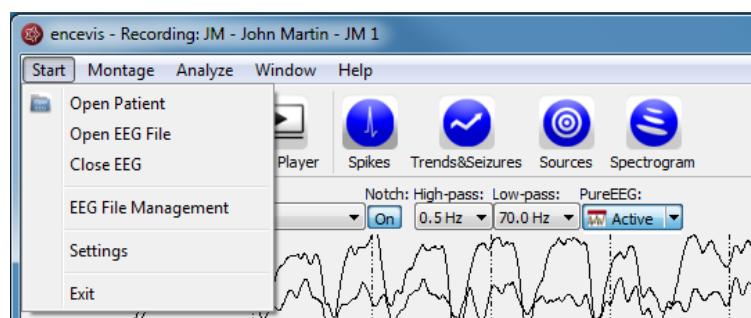 encevis - Recording: JM - John Martin - JM 1
Start Montage Analyze Window Help
Open Patient
Open EEG File
Close EEG
EEG File Management
Settings
Exit
Player Spikes Trends&Seizures Sources Spectrogram
Notch: High-pass: Low-pass: PureEEG:
On 0.5 Hz 70.0 Hz Active